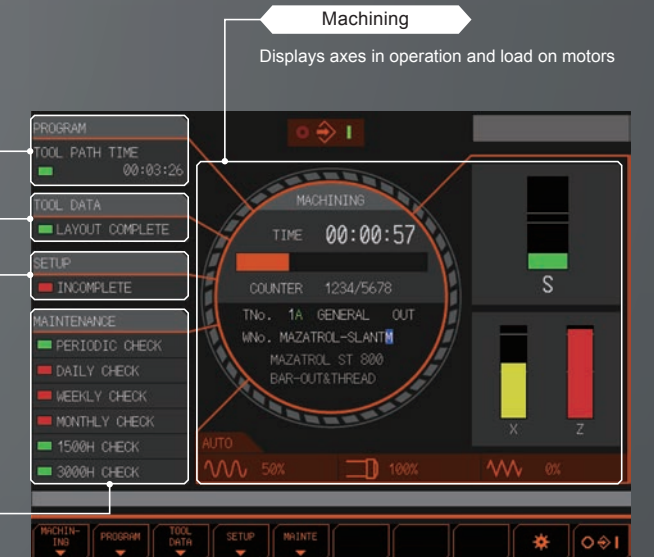 Machining
Displays axes in operation and load on motors
PROGRAM
TOOL PATH TIME
00:03:26
TOOL DATA
LAYOUT COMPLETE
SETUP
INCOMPLETE
MAINTENANCE
PERIODIC CHECK
DAILY CHECK
WEEKLY CHECK
MONTHLY CHECK
1500H CHECK
3000H CHECK
MACHINING
TIME 00:00:57
COUNTER 1234/5678
TNo. 1A GENERAL OUT
WNo. MAZATROL-SLANTM
MAZATROL ST 800
BAR-OUT&THREAD
S
X Z
AUTO
50% 100% 0%
MACHIN-
ING
PROGRAM
TOOL
DATA
SETUP
MAINTE